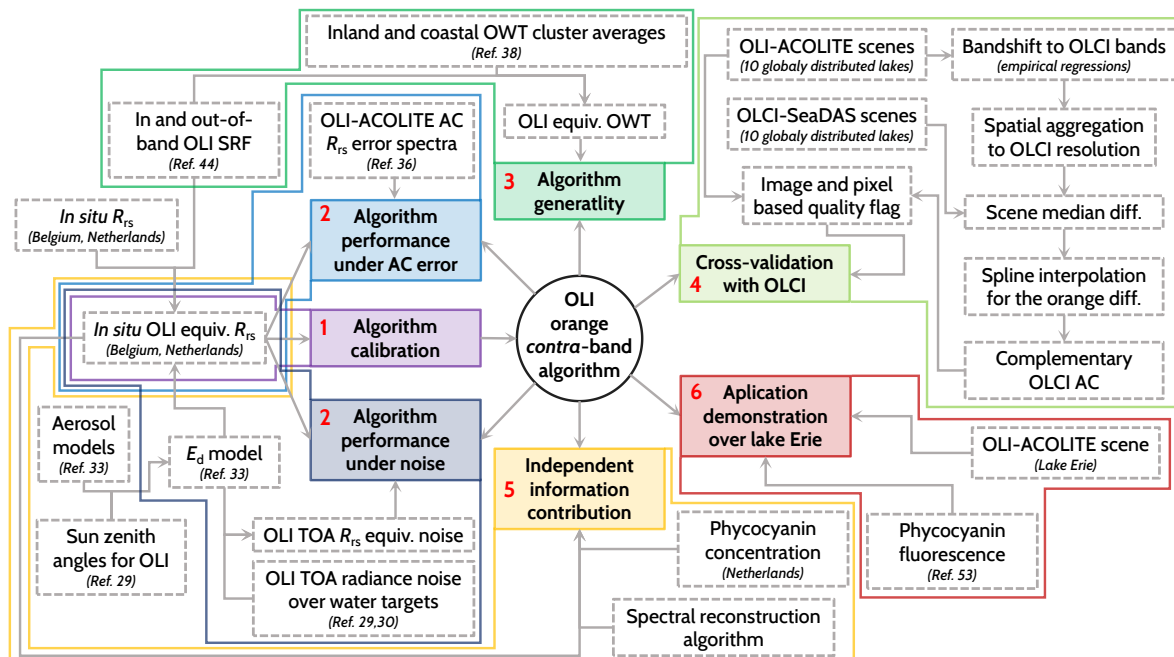 Inland and coastal OWT cluster averages
(Ref. 38)
In and out-of-
band OLI SRF
(Ref. 44)
OLI-ACOLITE AC
Rrs error spectra
(Ref. 36)
OLI equiv. OWT
3 Algorithm
generatlity
In situ Rrs
(Belgium, Netherlands)
2 Algorithm
performance
under AC error
In situ OLI equiv. Rrs
(Belgium, Netherlands)
1 Algorithm
calibration
OLI
orange
contra-band
algorithm
2 Algorithm
performance
under noise
Aerosol
models
(Ref. 33)
Ed model
(Ref. 33)
Sun zenith
angles for OLI
(Ref. 29)
OLI TOA Rrs equiv. noise
OLI TOA radiance noise
over water targets
(Ref. 29,30)
Independent
5 information
contribution
Phycocyanin
concentration
(Netherlands)
Spectral reconstruction
algorithm
OLI-ACOLITE scenes
(10 globaly distributed lakes)
Bandshift to OLCI bands
(empirical regressions)
OLCI-SeaDAS scenes
(10 globaly distributed lakes)
Spatial aggregation
to OLCI resolution
Image and pixel
based quality flag
Scene median diff.
Cross-validation
4 with OLCI
Spline interpolation
for the orange diff.
Complementary
OLCI AC
6 Aplication
demonstration
over lake Erie
OLI-ACOLITE scene
(Lake Erie)
Phycocyanin
fluorescence
(Ref. 53)